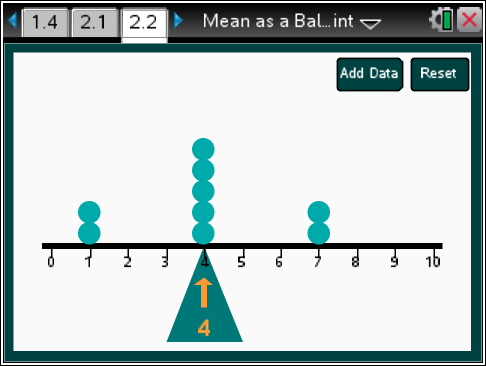 1.4 2.1 2.2 Mean as a Bal...int
Add Data Reset
0 1 2 3 4 5 6 7 8 9 10
4